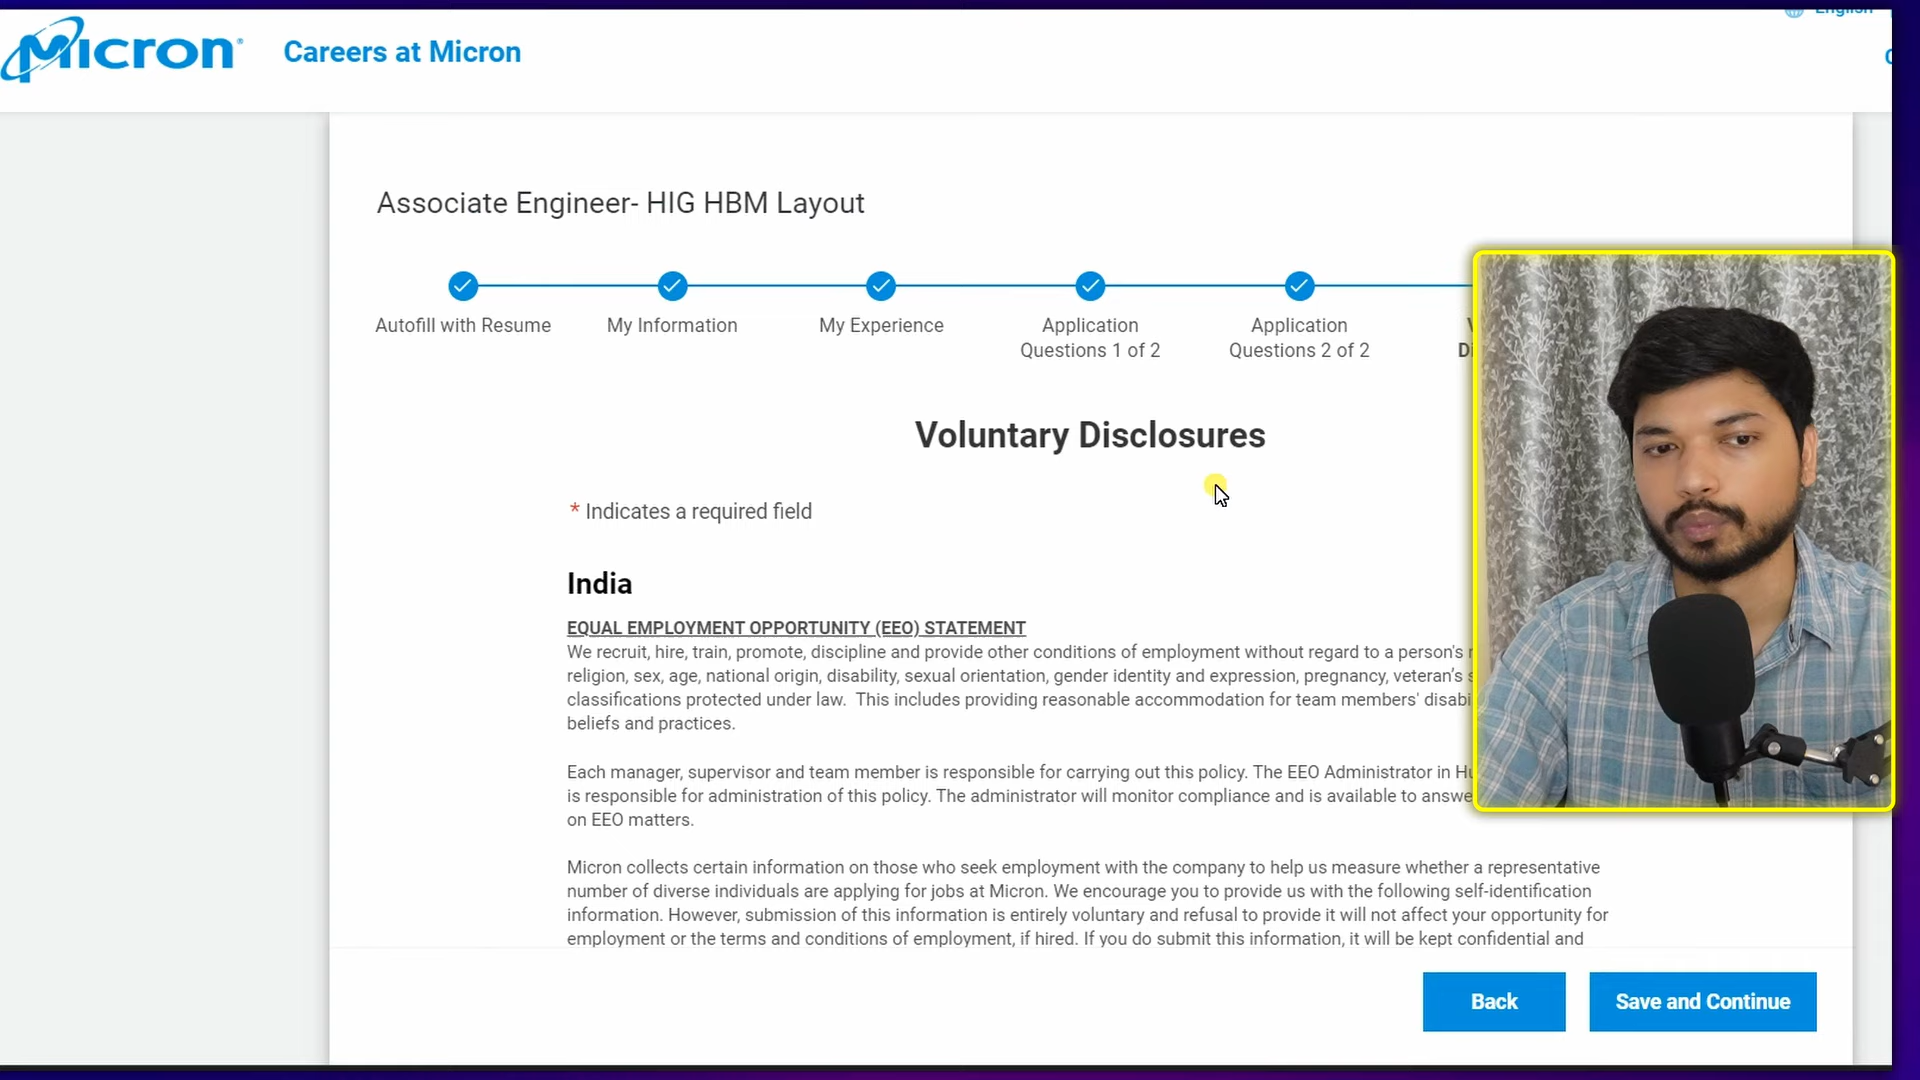 English
Micron
Careers at Micron
Associate Engineer- HIG HBM Layout
Autofill with Resume
My Information
My Experience
Application
Questions 1 of 2
Application
Questions 2 of 2
Voluntary Disclosures
* Indicates a required field
India
EQUAL EMPLOYMENT OPPORTUNITY (EEO) STATEMENT
We recruit, hire, train, promote, discipline and provide other conditions of employment without regard to a person's
religion, sex, age, national origin, disability, sexual orientation, gender identity and expression, pregnancy, veteran's
classifications protected under law. This includes providing reasonable accommodation for team members'
beliefs and practices.
Each manager, supervisor and team member is responsible for carrying out this policy. The EEO Administrator in
is responsible for administration of this policy. The administrator will monitor compliance and is available to
on EEO matters.
Micron collects certain information on those who seek employment with the company to help us measure whether a representative
number of diverse individuals are applying for jobs at Micron. We encourage you to provide us with the following self-identification
information. However, submission of this information is entirely voluntary and refusal to provide it will not affect your opportunity for
employment or the terms and conditions of employment, if hired. If you do submit this information, it will be kept confidential and
Back
Save and Continue